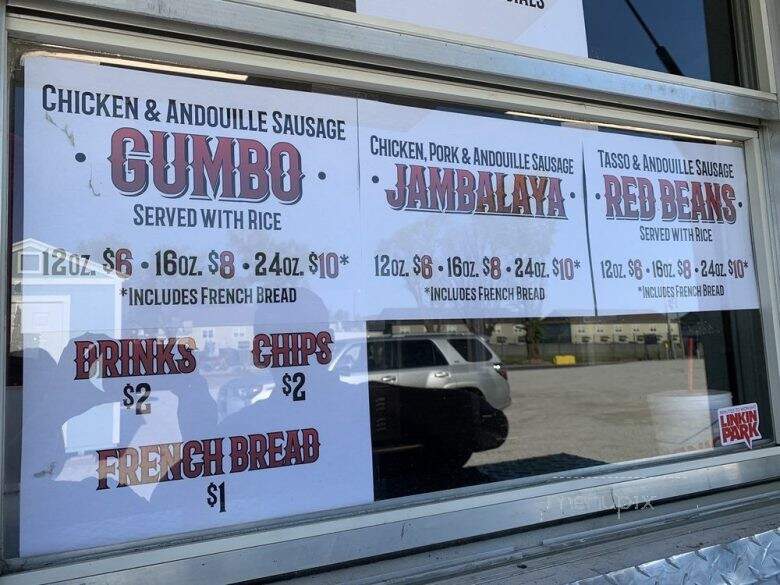 CHICKEN & ANDOUILLE SAUSAGE
• GUMBO •
SERVED WITH RICE
12OZ. $6 • 16OZ. $8 • 24OZ. $10*
*INCLUDES FRENCH BREAD
DRINKS
$2
CHIPS
$2
FRENCH BREAD
$1
CHICKEN, PORK & ANDOUILLE SAUSAGE
• JAMBALAYA •
12OZ. $6 • 16OZ. $8 • 24OZ. $10*
*INCLUDES FRENCH BREAD
TASSO & ANDOUILLE SAUSAGE
• RED BEANS •
SERVED WITH RICE
12OZ. $6 • 16OZ. $8 • 24OZ. $10*
*INCLUDES FRENCH BREAD
LINKIN
PARK
menupix